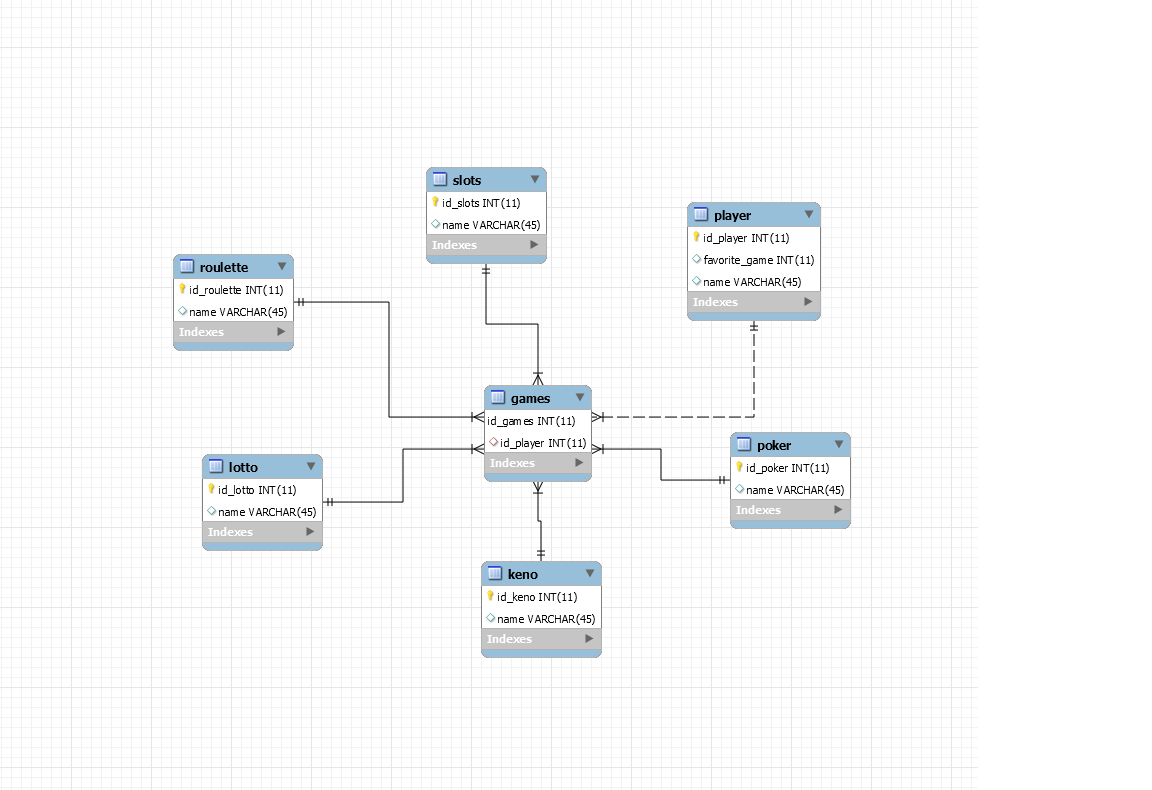 slots
id_slots INT(11)
name VARCHAR(45)
Indexes
player
id_player INT(11)
favorite_game INT(11)
name VARCHAR(45)
Indexes
roulette
id_roulette INT(11)
name VARCHAR(45)
Indexes
games
id_games INT(11)
id_player INT(11)
Indexes
lotto
id_lotto INT(11)
name VARCHAR(45)
Indexes
poker
id_poker INT(11)
name VARCHAR(45)
Indexes
keno
id_keno INT(11)
name VARCHAR(45)
Indexes